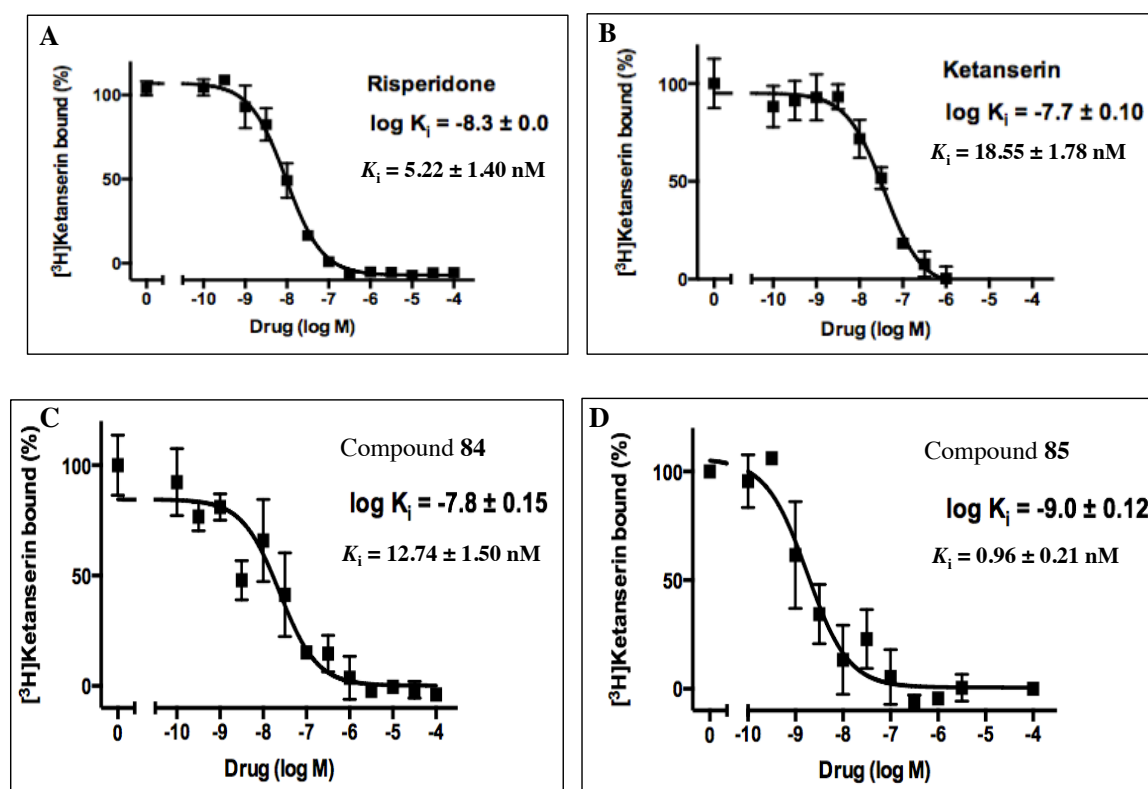 A
[³H]Ketanserin bound (%)
100
50
0
Risperidone
log Kᵢ = -8.3 ± 0.0
Kᵢ = 5.22 ± 1.40 nM
0 -10 -9 -8 -7 -6 -5 -4
Drug (log M)
B
[³H]Ketanserin bound (%)
100
50
0
Ketanserin
log Kᵢ = -7.7 ± 0.10
Kᵢ = 18.55 ± 1.78 nM
0 -10 -9 -8 -7 -6 -5 -4
Drug (log M)
C
[³H]Ketanserin bound (%)
100
50
0
Compound 84
log Kᵢ = -7.8 ± 0.15
Kᵢ = 12.74 ± 1.50 nM
0 -10 -9 -8 -7 -6 -5 -4
Drug (log M)
D
[³H]Ketanserin bound (%)
100
50
0
Compound 85
log Kᵢ = -9.0 ± 0.12
Kᵢ = 0.96 ± 0.21 nM
0 -10 -9 -8 -7 -6 -5 -4
Drug (log M)